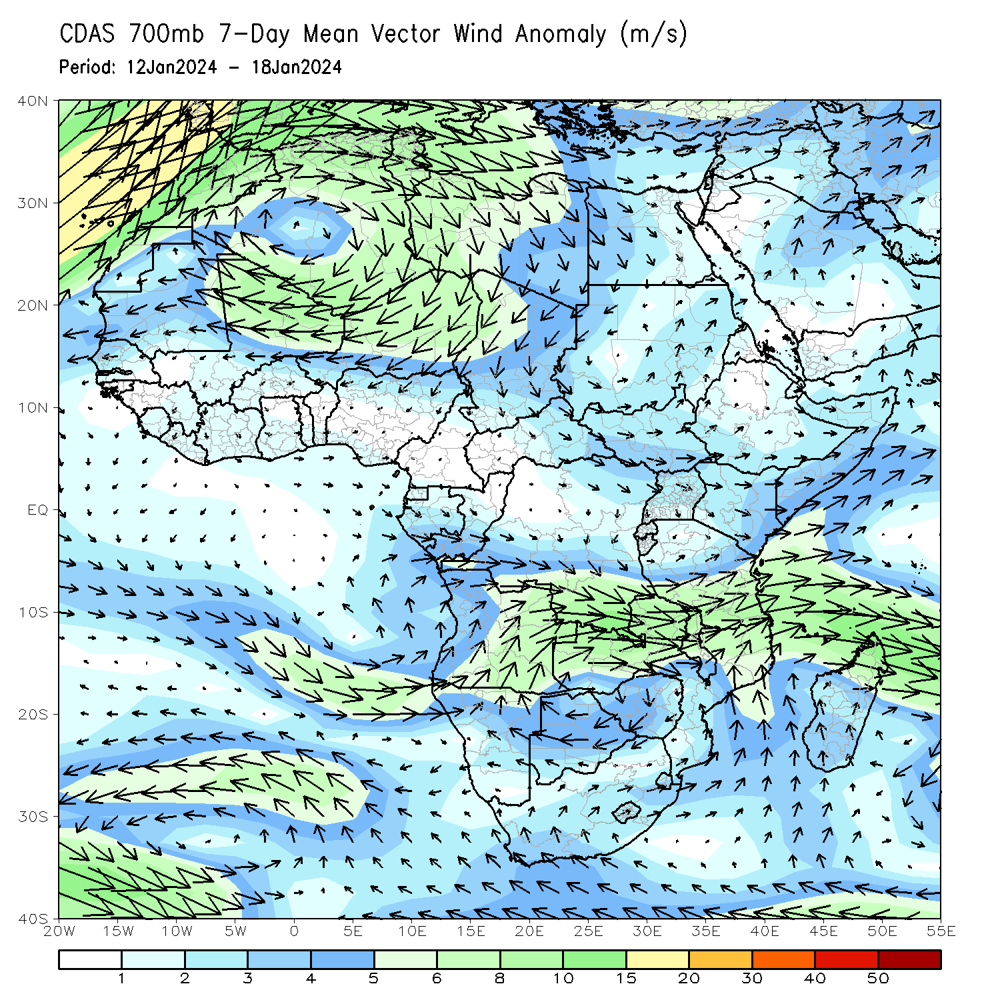 CDAS 700mb 7-Day Mean Vector Wind Anomaly (m/s)
Period: 12Jan2024 - 18Jan2024
40N
30N
20N
10N
EQ
10S
20S
30S
40S
20W 15W 10W 5W 0 5E 10E 15E 20E 25E 30E 35E 40E 45E 50E 55E
1 2 3 4 5 6 8 10 15 20 30 40 50